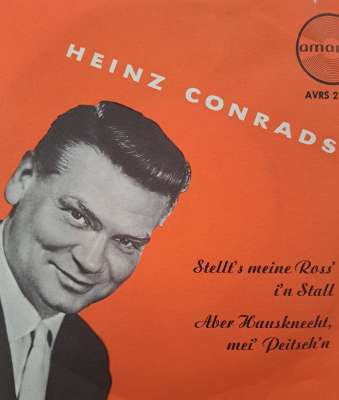 HEINZ CONRADS
AVRS 2
Stellt's meine Ross'
i'n Stall
Aber Hausknecht,
mei' Peitsch'n